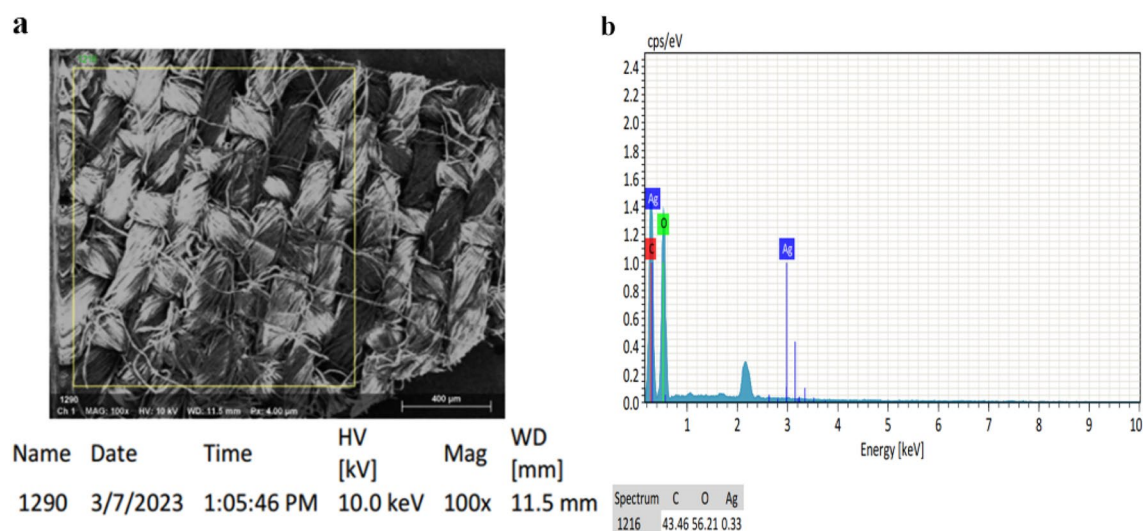 a
1290
Ch 1 MAG: 100x HV: 10 kV WD: 11.5 mm Px: 4.00 µm
400 µm
Name Date Time HV [kV] Mag WD [mm]
1290 3/7/2023 1:05:46 PM 10.0 keV 100x 11.5 mm
b
cps/eV
2.4
2.2
2.0
1.8
1.6
1.4
1.2
1.0
0.8
0.6
0.4
0.2
0.0
Ag
O
C
Ag
1 2 3 4 5 6 7 8 9 10
Energy [keV]
Spectrum C O Ag
1216 43.46 56.21 0.33